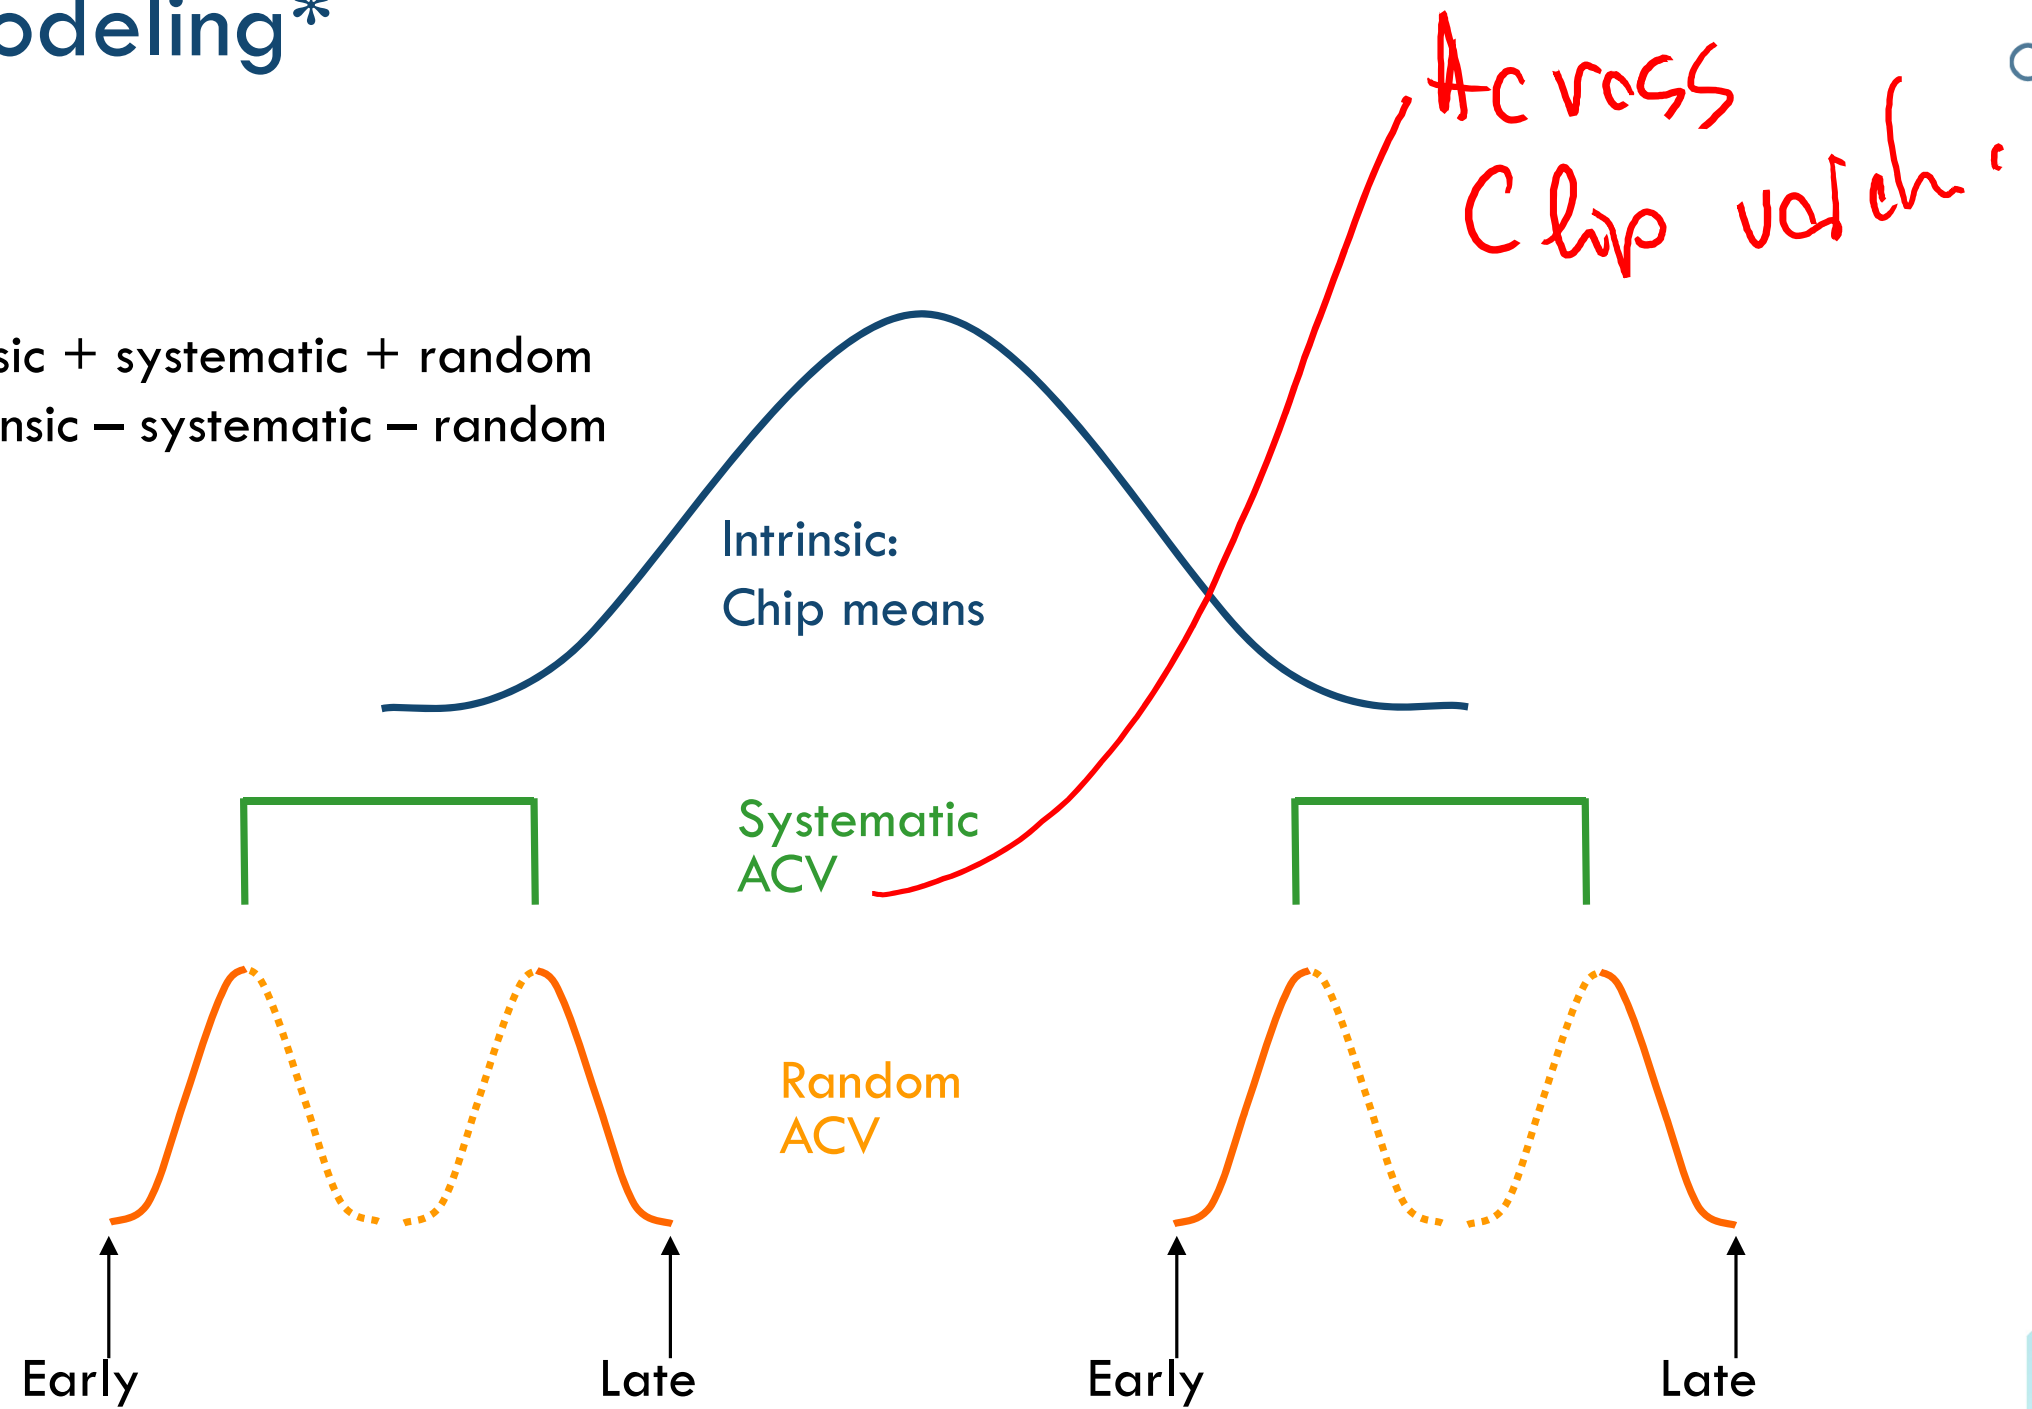 odeling*
Across
Chip
sic + systematic + random
nsic – systematic – random
Intrinsic:
Chip means
Systematic
ACV
Random
ACV
Early Late Early Late